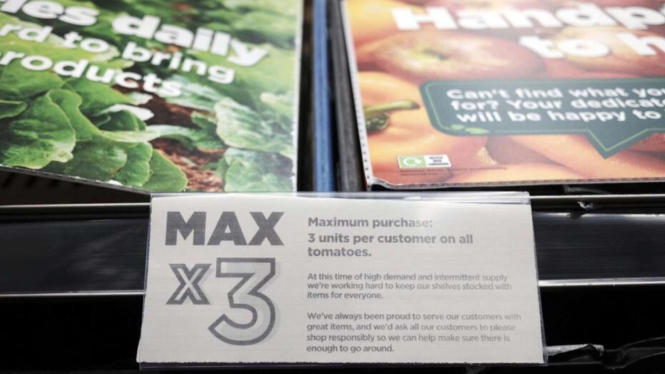 daily
to bring
products
to
Can't find what you
for? Your
will be happy to
MAX
x3
Maximum purchase:
3 units per customer on all
tomatoes.
At this time of high demand and intermittent supply
we're working hard to keep our shelves stocked with
items for everyone.
We've always been proud to serve our customers with
great items, and we'd ask all our customers to please
shop responsibly so we can help make sure there is
enough to go around.